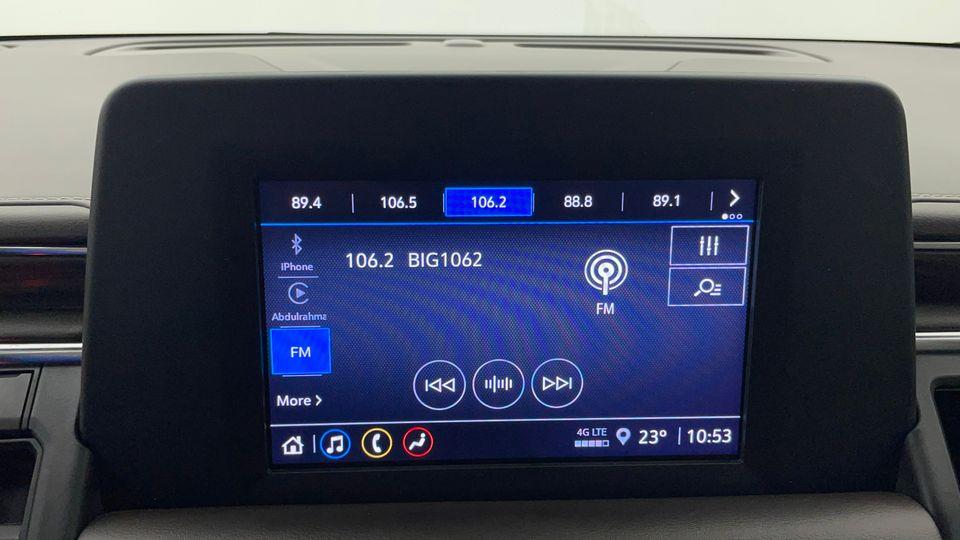 89.4 106.5 106.2 88.8 89.1
iPhone
106.2 BIG1062
Abdulrahma
FM
FM
More
4G LTE
23° 10:53